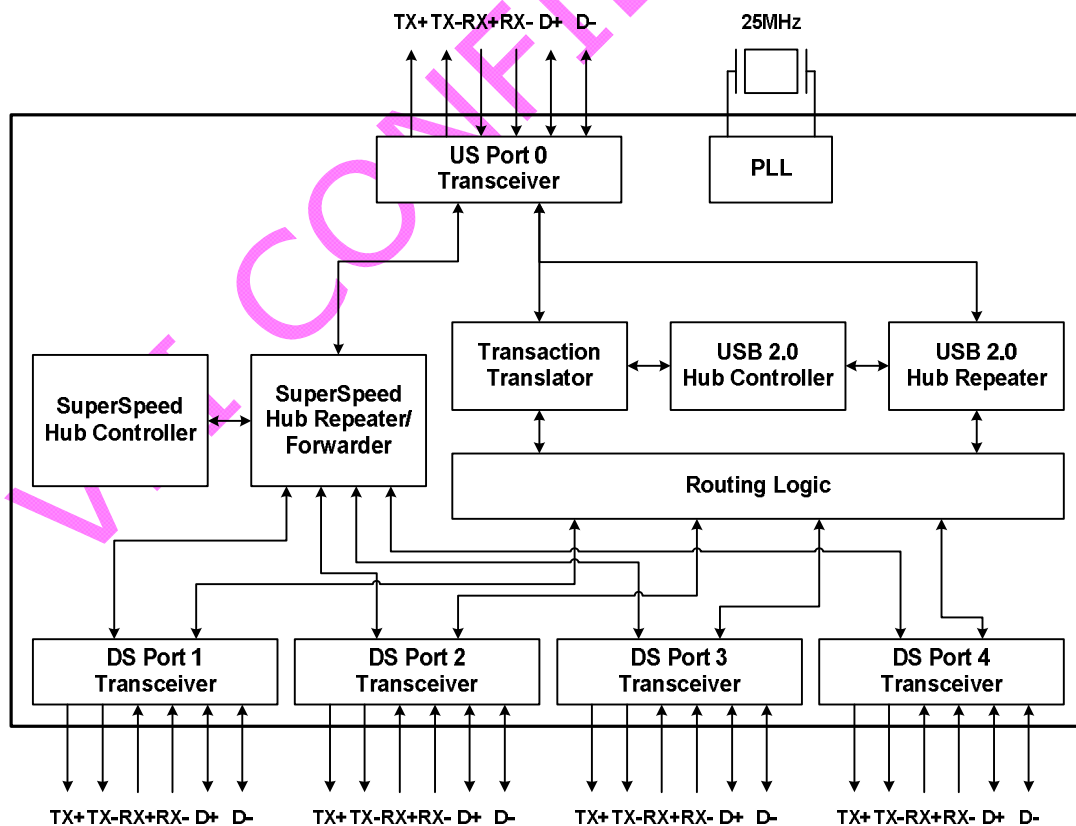 TX+ TX- RX+ RX- D+ D-
25MHz
US Port 0
Transceiver
PLL
Transaction
Translator
USB 2.0
Hub Controller
USB 2.0
Hub Repeater
SuperSpeed
Hub Controller
SuperSpeed
Hub Repeater/
Forwarder
Routing Logic
DS Port 1
Transceiver
DS Port 2
Transceiver
DS Port 3
Transceiver
DS Port 4
Transceiver
TX+ TX- RX+ RX- D+ D-
TX+ TX- RX+ RX- D+ D-
TX+ TX- RX+ RX- D+ D-
TX+ TX- RX+ RX- D+ D-